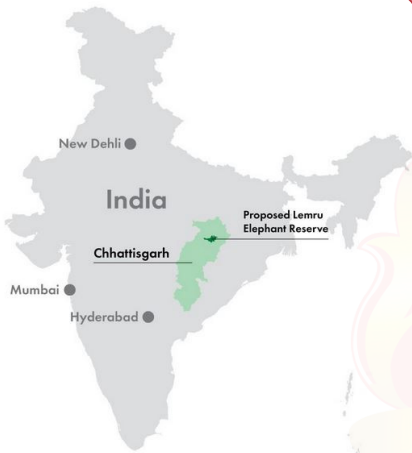 New Dehli
India
Proposed Lemru
Elephant Reserve
Chhattisgarh
Mumbai
Hyderabad